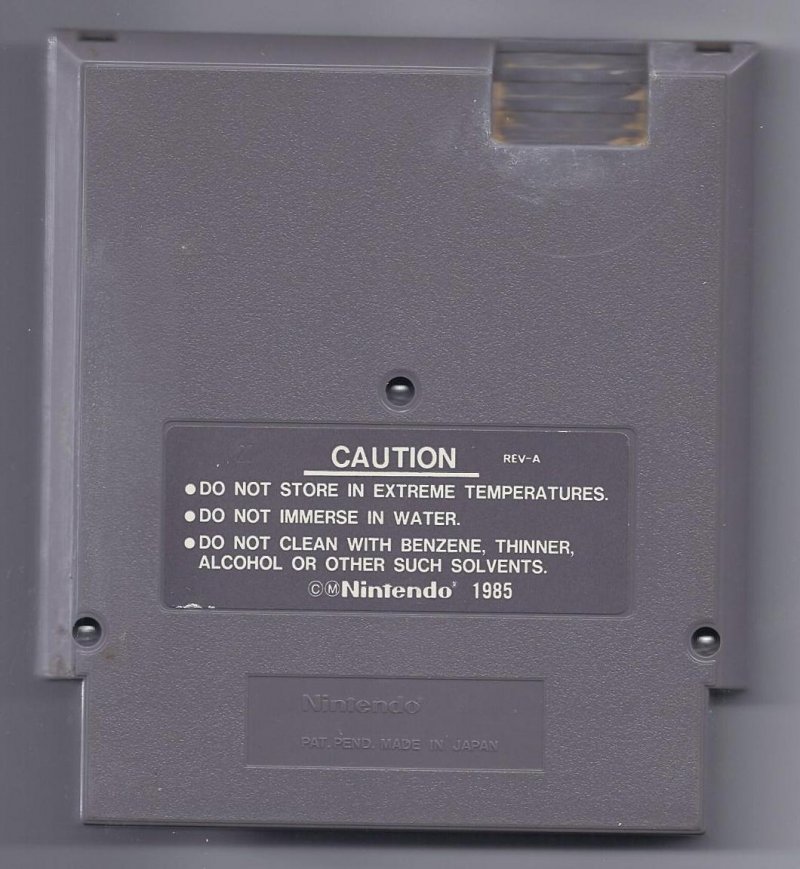 CAUTION REV-A
●DO NOT STORE IN EXTREME TEMPERATURES.
●DO NOT IMMERSE IN WATER.
●DO NOT CLEAN WITH BENZENE, THINNER,
ALCOHOL OR OTHER SUCH SOLVENTS.
©ⓂNintendo 1985
Nintendo
PAT. PEND. MADE IN JAPAN